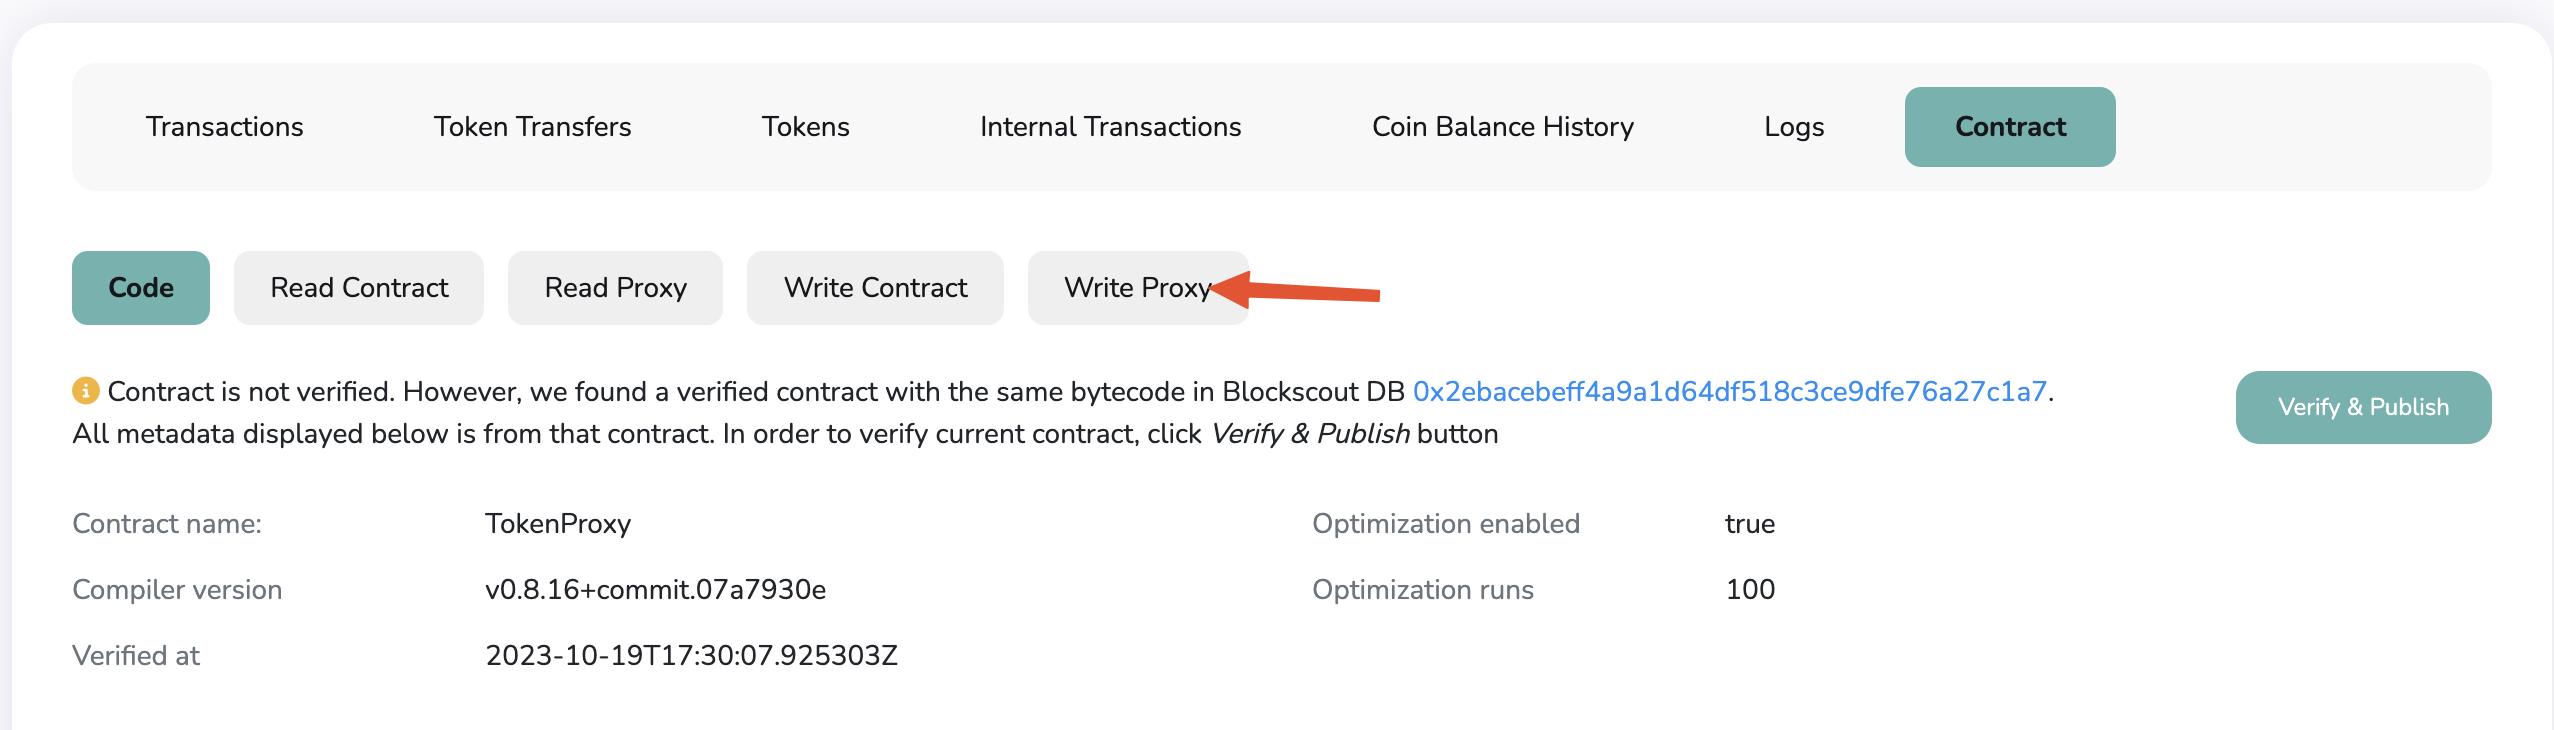 Transactions Token Transfers Tokens Internal Transactions Coin Balance History Logs Contract
Code Read Contract Read Proxy Write Contract Write Proxy
Contract is not verified. However, we found a verified contract with the same bytecode in Blockscout DB 0x2ebacebeff4a9a1d64df518c3ce9dfe76a27c1a7.
All metadata displayed below is from that contract. In order to verify current contract, click Verify & Publish button
Verify & Publish
Contract name: TokenProxy Optimization enabled true
Compiler version v0.8.16+commit.07a7930e Optimization runs 100
Verified at 2023-10-19T17:30:07.925303Z